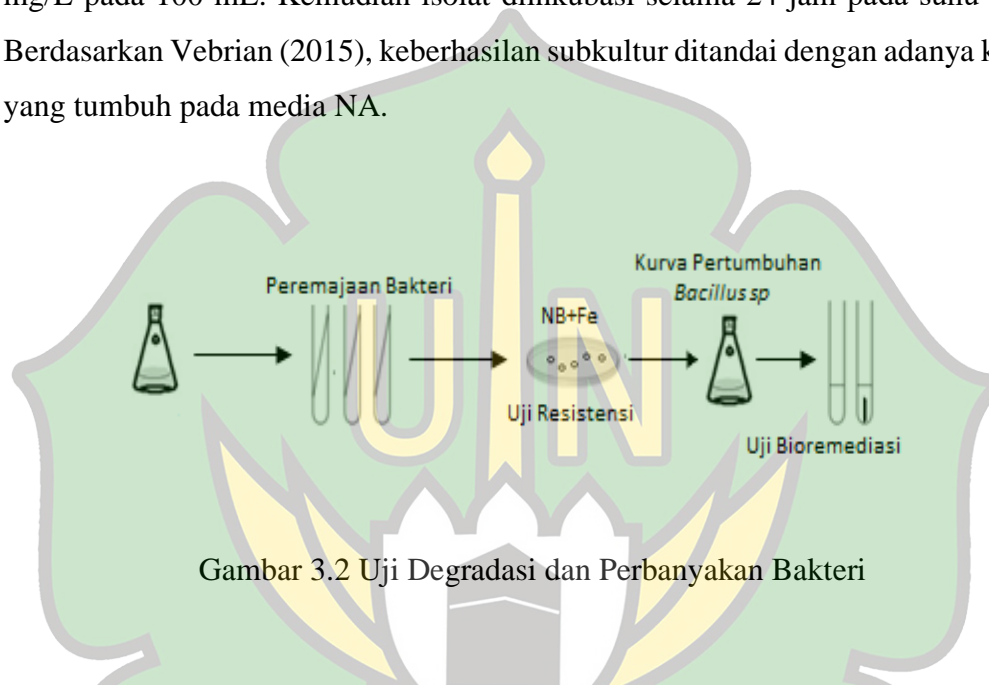 mg/L pada 100 mL. Kemudian isolat diinkubasi selama 24 jam pada suhu
Berdasarkan Vebrian (2015), keberhasilan subkultur ditandai dengan adanya k
yang tumbuh pada media NA.
Kurva Pertumbuhan
Peremajaan Bakteri
Bacillus sp
NB+Fe
Uji Resistensi
Uji Bioremediasi
UIN
Gambar 3.2 Uji Degradasi dan Perbanyakan Bakteri